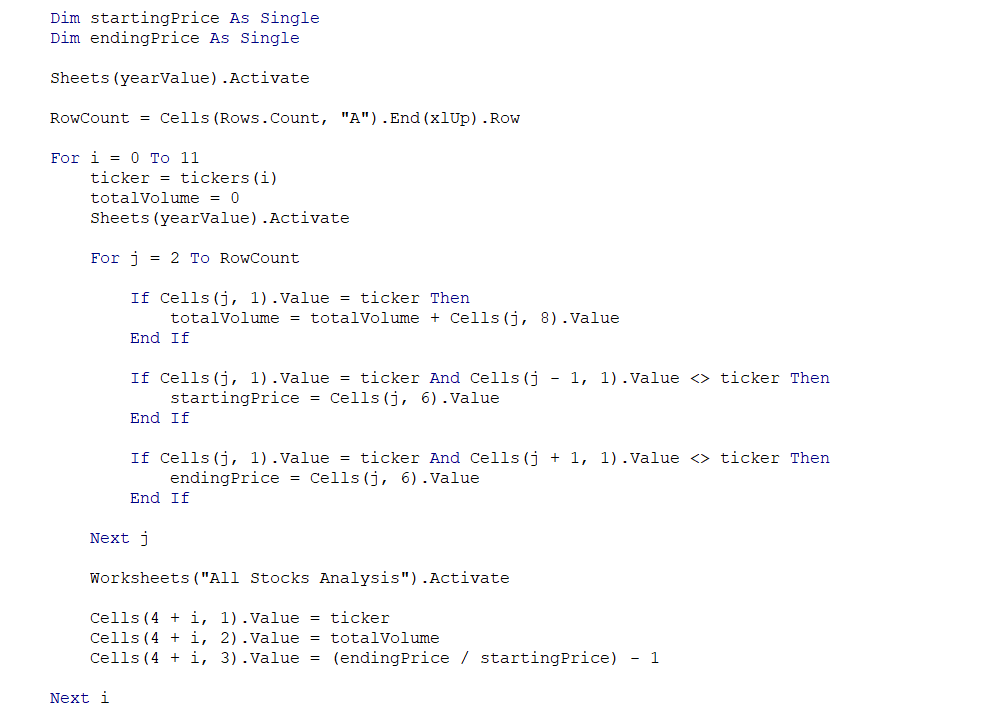 Dim startingPrice As Single
Dim endingPrice As Single
Sheets(yearValue).Activate
RowCount = Cells(Rows.Count, "A").End(xlUp).Row
For i = 0 To 11
ticker = tickers(i)
totalVolume = 0
Sheets(yearValue).Activate
For j = 2 To RowCount
If Cells(j, 1).Value = ticker Then
totalVolume = totalVolume + Cells(j, 8).Value
End If
If Cells(j, 1).Value = ticker And Cells(j - 1, 1).Value <> ticker Then
startingPrice = Cells(j, 6).Value
End If
If Cells(j, 1).Value = ticker And Cells(j + 1, 1).Value <> ticker Then
endingPrice = Cells(j, 6).Value
End If
Next j
Worksheets("All Stocks Analysis").Activate
Cells(4 + i, 1).Value = ticker
Cells(4 + i, 2).Value = totalVolume
Cells(4 + i, 3).Value = (endingPrice / startingPrice) - 1
Next i